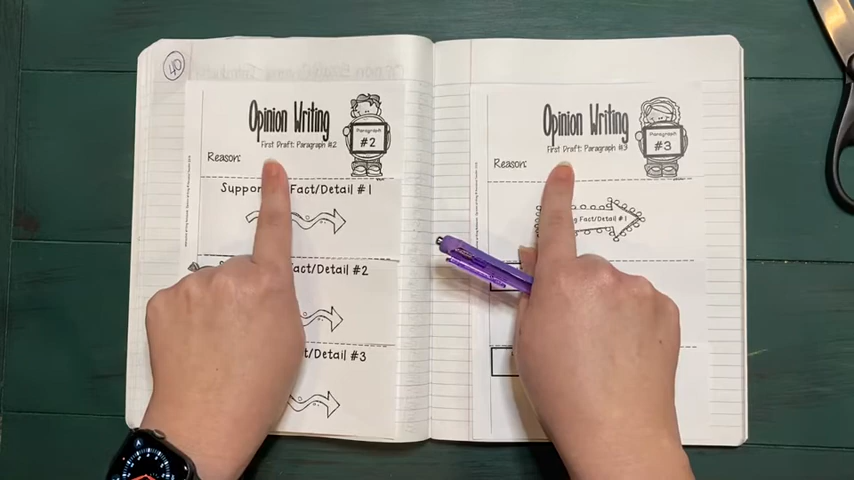 40
Opinion Writing
First Draft: Paragraph #2
Paragraph
#2
Reason:
Suppor Fact/Detail #1
Fact/Detail #2
t/Detail #3
Opinion Writing
First Draft: Paragraph #3
Paragraph
#3
Reason:
g Fact/Detail #1